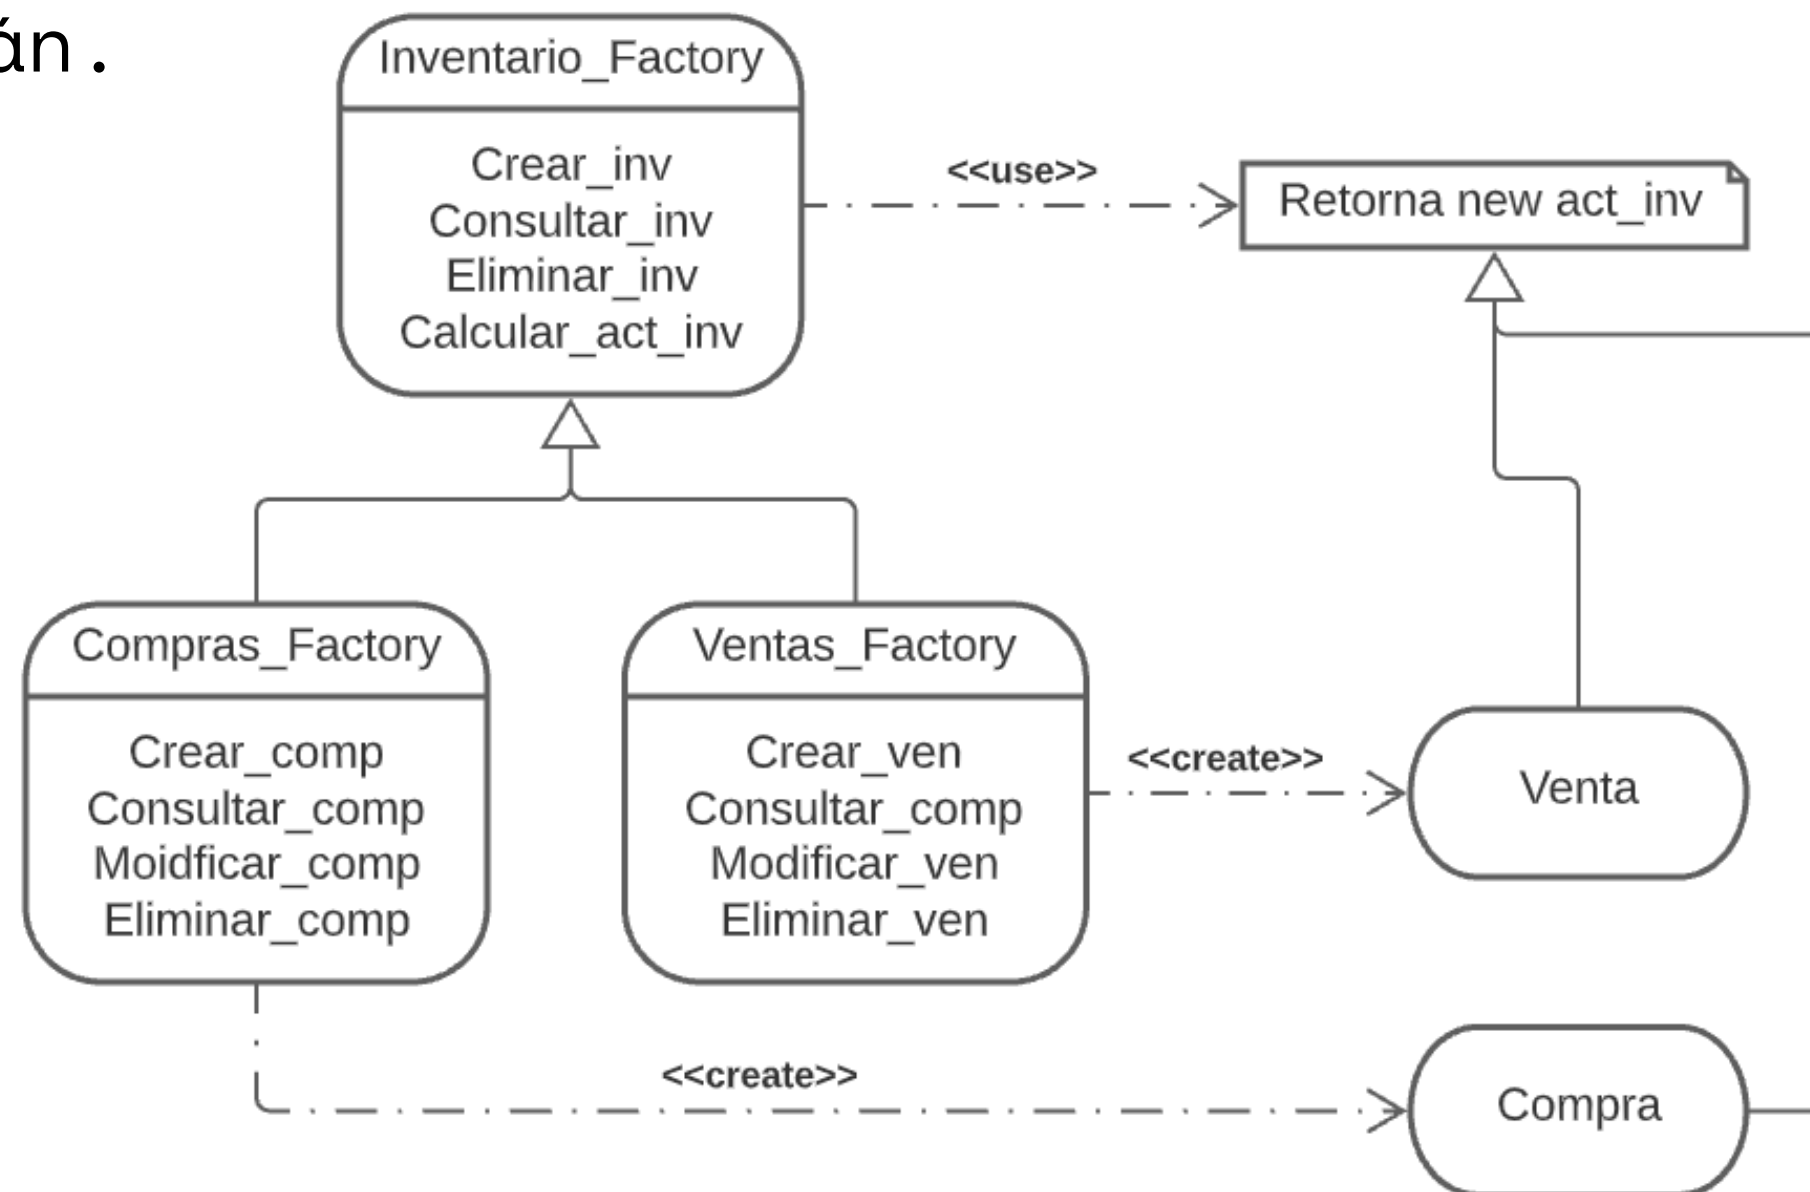 án.
Inventario_Factory
Crear_inv
Consultar_inv
Eliminar_inv
Calcular_act_inv
<<use>>
Retorna new act_inv
Compras_Factory
Crear_comp
Consultar_comp
Moidficar_comp
Eliminar_comp
Ventas_Factory
Crear_ven
Consultar_comp
Modificar_ven
Eliminar_ven
<<create>>
Venta
<<create>>
Compra